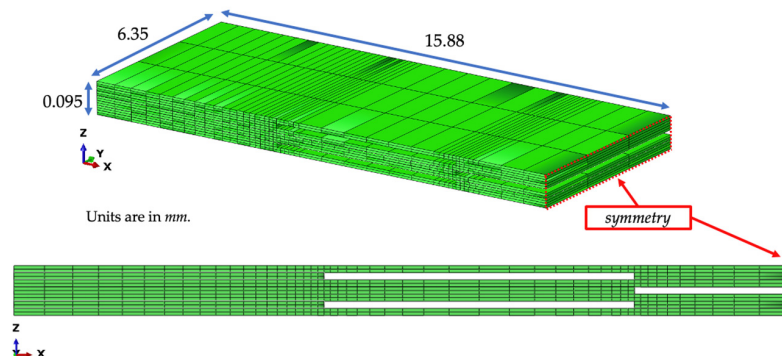 6.35
15.88
0.095
Z
Y
X
Units are in mm.
symmetry
Z
Y
X